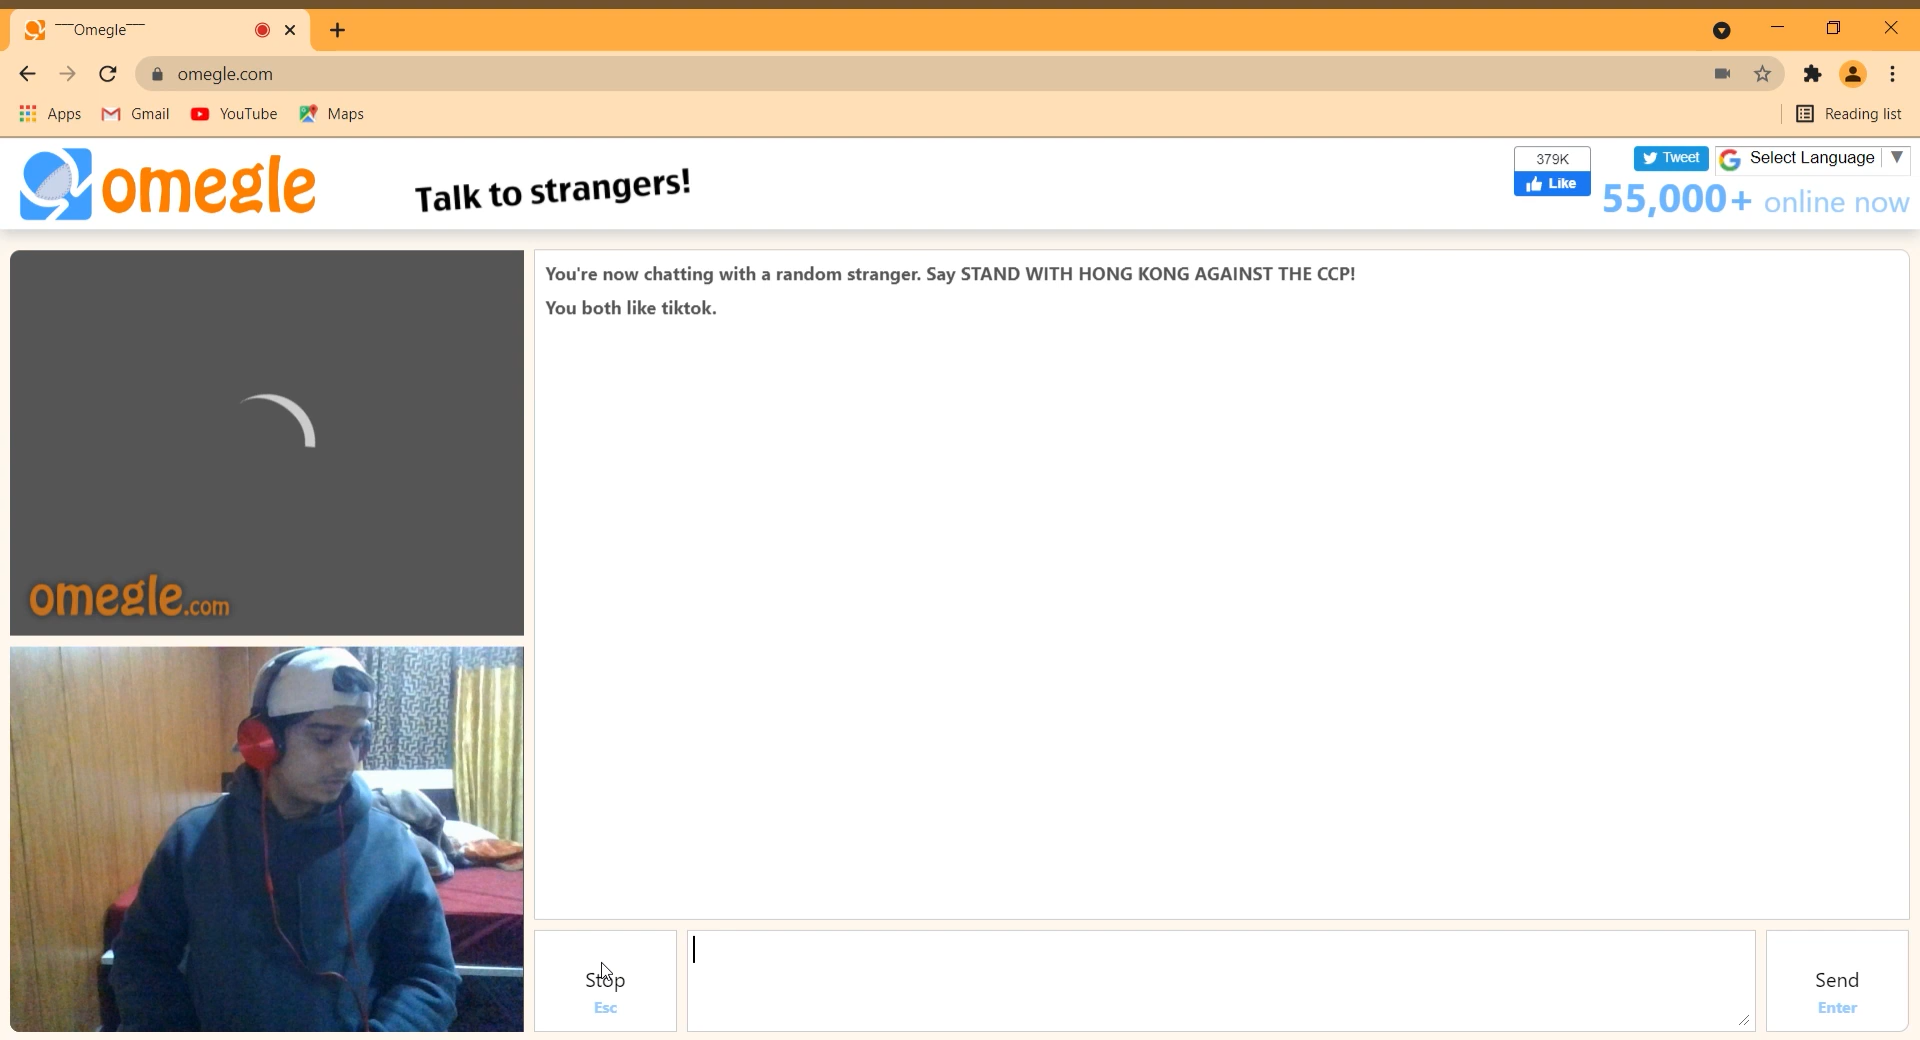 Omegle
omegle.com
Apps
Gmail
YouTube
Maps
Reading list
omegle
Talk to strangers!
379K
Like
Tweet
Select Language
55,000+ online now
You're now chatting with a random stranger. Say STAND WITH HONG KONG AGAINST THE CCP!
You both like tiktok.
omegle.com
Stop
Esc
Send
Enter